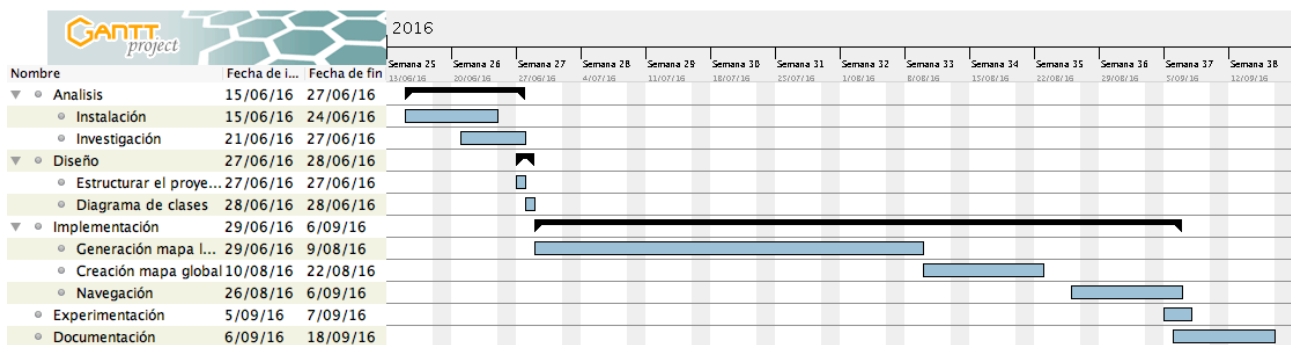 GANTT
project
2016
Semana 25 Semana 26 Semana 27 Semana 28 Semana 29 Semana 30 Semana 31 Semana 32 Semana 33 Semana 34 Semana 35 Semana 36 Semana 37 Semana 38
Nombre Fecha de i... Fecha de fin 13/06/16 20/06/16 27/06/16 4/07/16 11/07/16 18/07/16 25/07/16 1/08/16 8/08/16 15/08/16 22/08/16 29/08/16 5/09/16 12/09/16
Analisis 15/06/16 27/06/16
Instalación 15/06/16 24/06/16
Investigación 21/06/16 27/06/16
Diseño 27/06/16 28/06/16
Estructurar el proye... 27/06/16 27/06/16
Diagrama de clases 28/06/16 28/06/16
Implementación 29/06/16 6/09/16
Generación mapa l... 29/06/16 9/08/16
Creación mapa global 10/08/16 22/08/16
Navegación 26/08/16 6/09/16
Experimentación 5/09/16 7/09/16
Documentación 6/09/16 18/09/16